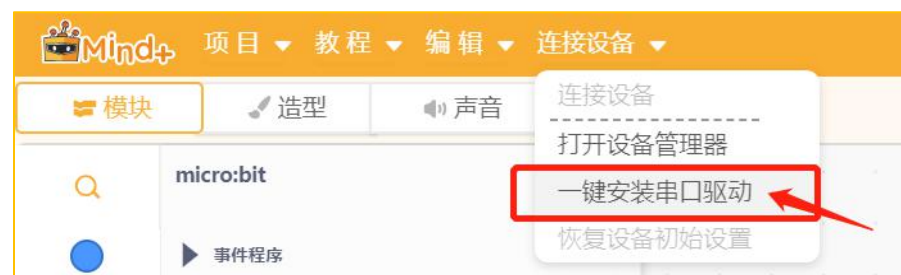 Mind+ 项目 教程 编辑 连接设备
模块 造型 声音
连接设备
打开设备管理器
micro:bit
一键安装串口驱动
恢复设备初始设置
事件程序